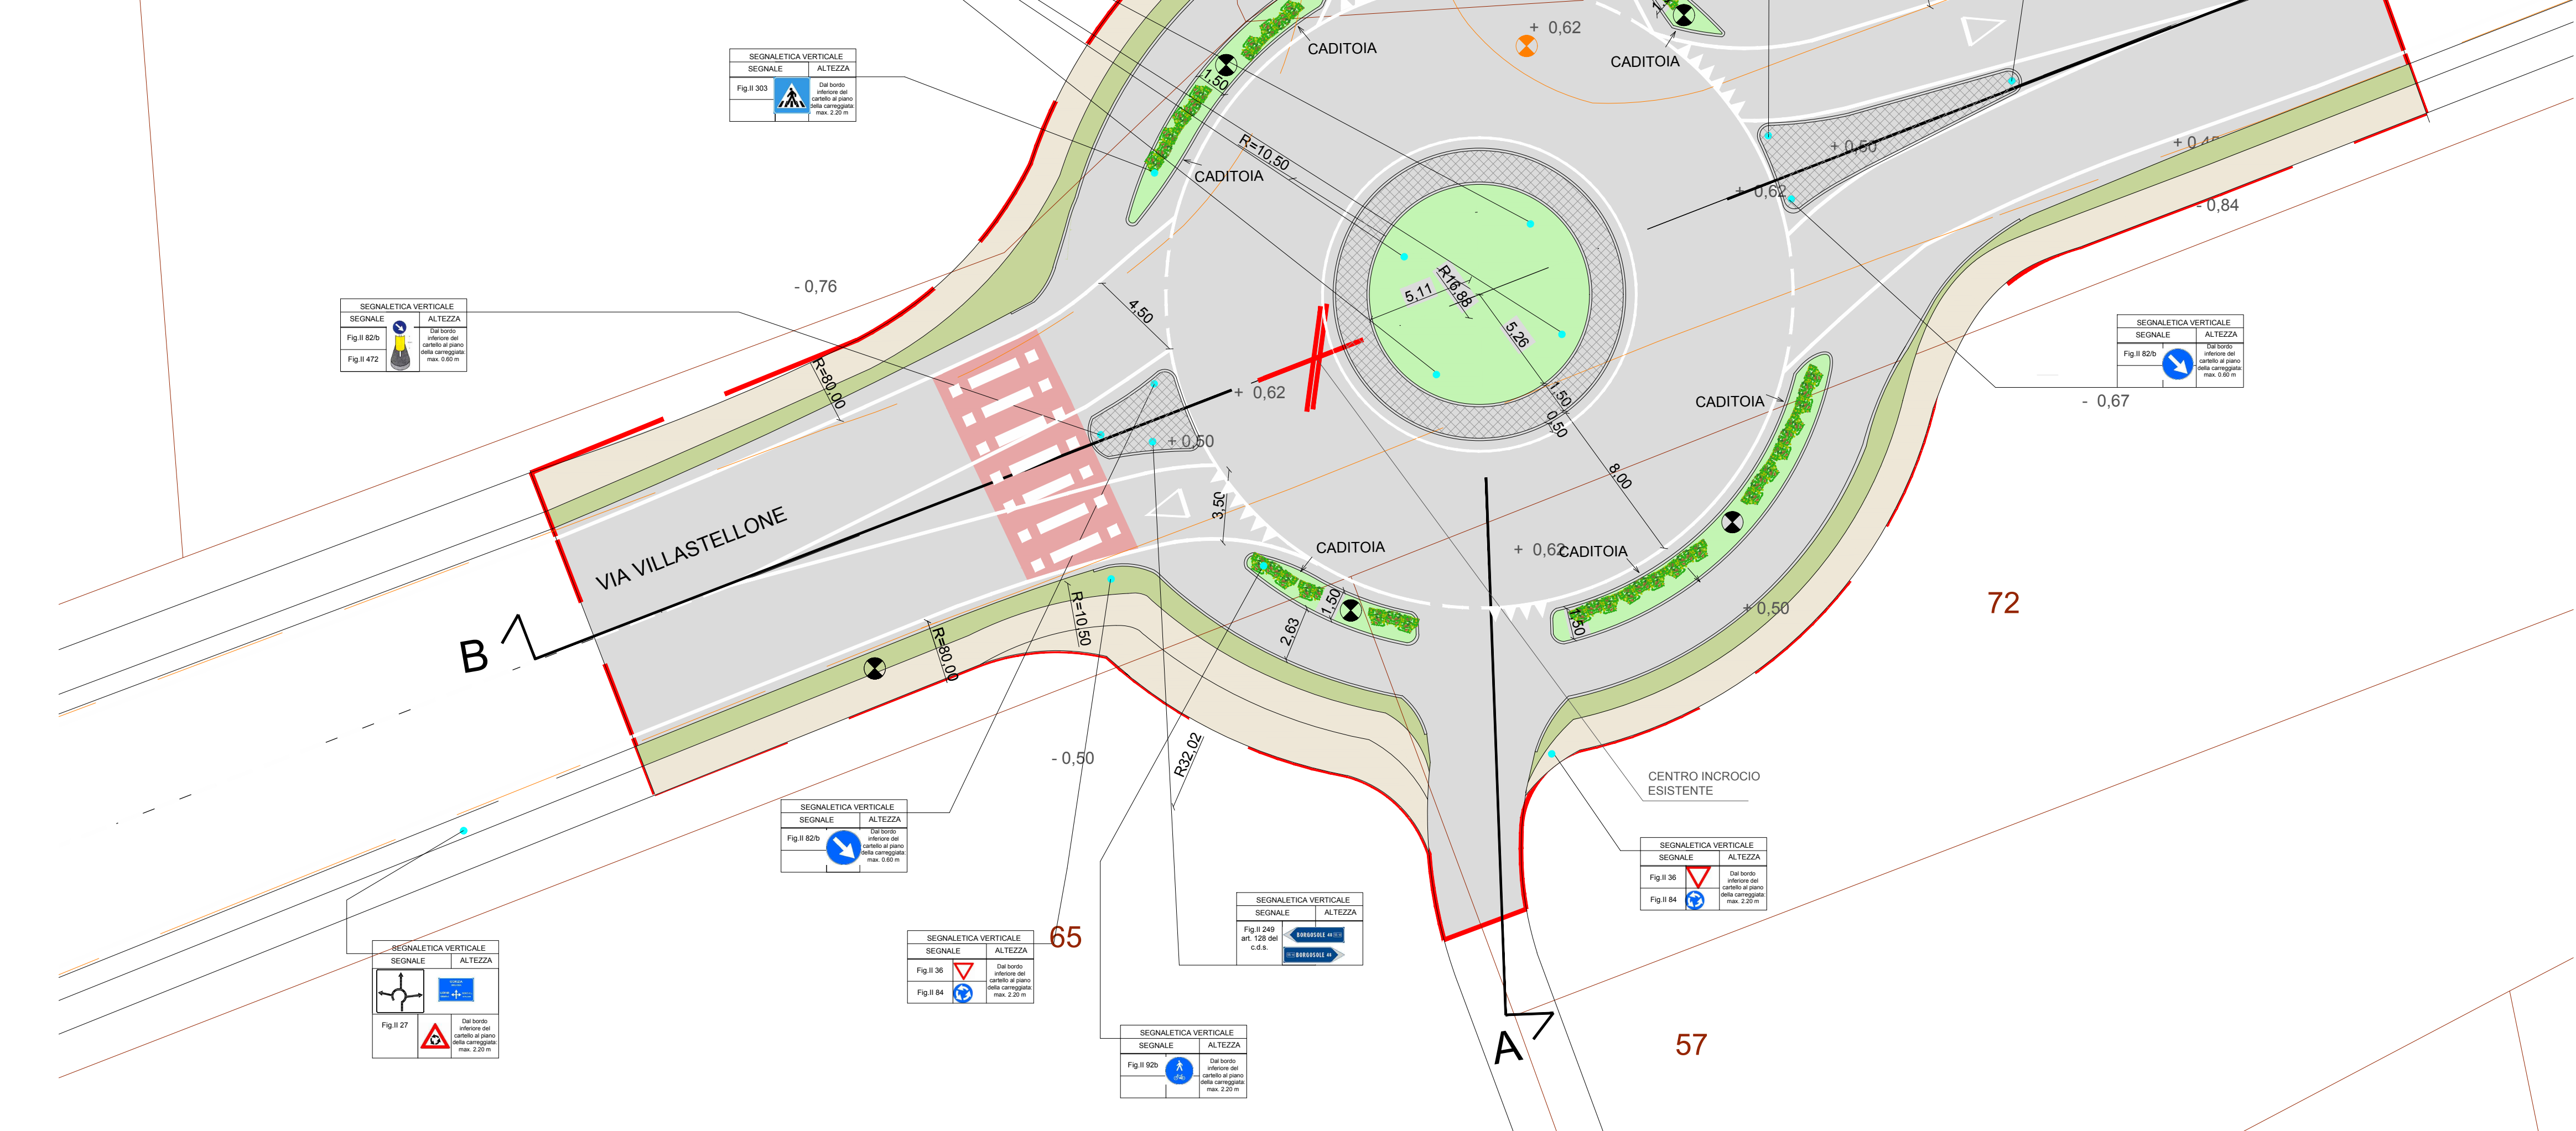 + 0,62
CADITOIA
CADITOIA
SEGNALETICA VERTICALE
SEGNALE
ALTEZZA
Fig.II 303
Dal bordo
inferiore del
cartello al piano
della carreggiata:
max. 2.20 m
1,50
R=10,50
CADITOIA
+ 0,50
+ 0,62
- 0,84
- 0,76
SEGNALETICA VERTICALE
SEGNALE
ALTEZZA
Fig.II 82/b
Fig.II 472
Dal bordo
inferiore del
cartello al piano
della carreggiata:
max. 0.60 m
4,50
5,11
R16,88
5,26
SEGNALETICA VERTICALE
SEGNALE
ALTEZZA
Fig.II 82/b
Dal bordo
inferiore del
cartello al piano
della carreggiata:
max. 0.60 m
R=80,00
+ 0,62
1,50
0,50
CADITOIA
- 0,67
+ 0,50
8,00
3,50
VIA VILLASTELLONE
CADITOIA
+ 0,62
CADITOIA
R=10,50
1,50
2,63
1,50
+ 0,50
72
B
R=80,00
- 0,50
R32,02
CENTRO INCROCIO
ESISTENTE
SEGNALETICA VERTICALE
SEGNALE
ALTEZZA
Fig.II 82/b
Dal bordo
inferiore del
cartello al piano
della carreggiata:
max. 0.60 m
SEGNALETICA VERTICALE
SEGNALE
ALTEZZA
Fig.II 36
Fig.II 84
Dal bordo
inferiore del
cartello al piano
della carreggiata:
max. 2.20 m
SEGNALETICA VERTICALE
SEGNALE
ALTEZZA
Fig.II 249
art. 128 del
c.d.s.
BORGOSOLE 40
BORGOSOLE 40
65
SEGNALETICA VERTICALE
SEGNALE
ALTEZZA
Fig.II 36
Fig.II 84
Dal bordo
inferiore del
cartello al piano
della carreggiata:
max. 2.20 m
SEGNALETICA VERTICALE
SEGNALE
ALTEZZA
Fig.II 27
Dal bordo
inferiore del
cartello al piano
della carreggiata:
max. 2.20 m
SEGNALETICA VERTICALE
SEGNALE
ALTEZZA
Fig.II 92b
Dal bordo
inferiore del
cartello al piano
della carreggiata:
max. 2.20 m
A
57